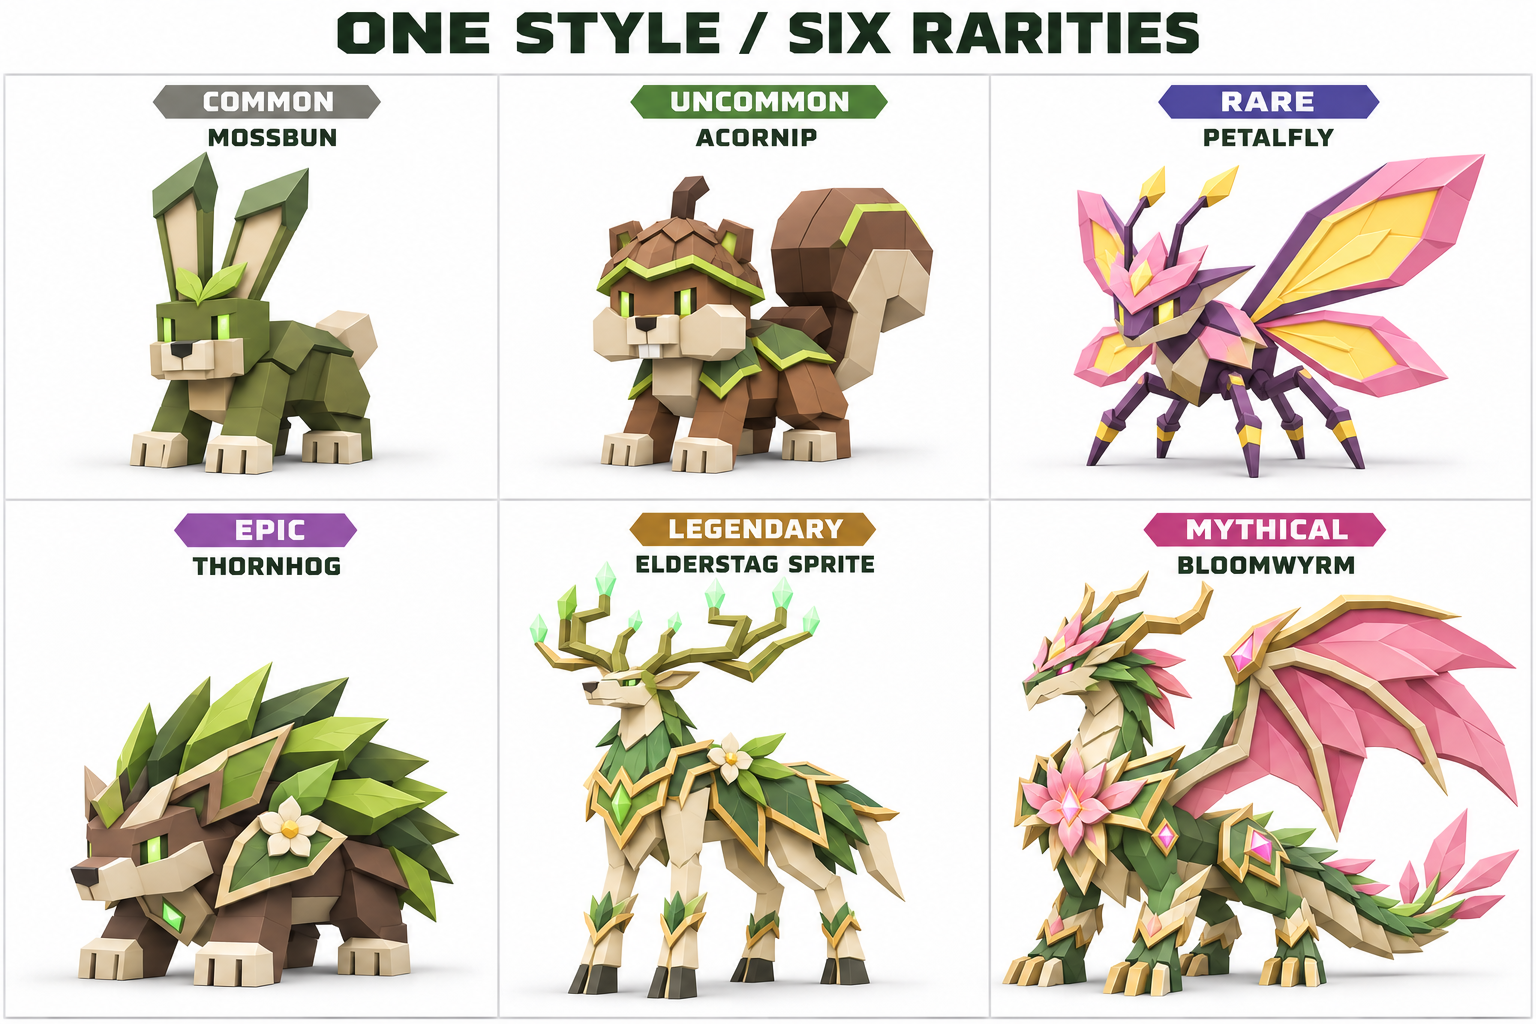 ONE STYLE / SIX RARITIES
COMMON
MOSSBUN
UNCOMMON
ACORNIP
RARE
PETALFLY
EPIC
THORNHOG
LEGENDARY
ELDERSTAG SPRITE
MYTHICAL
BLOOMWYRM